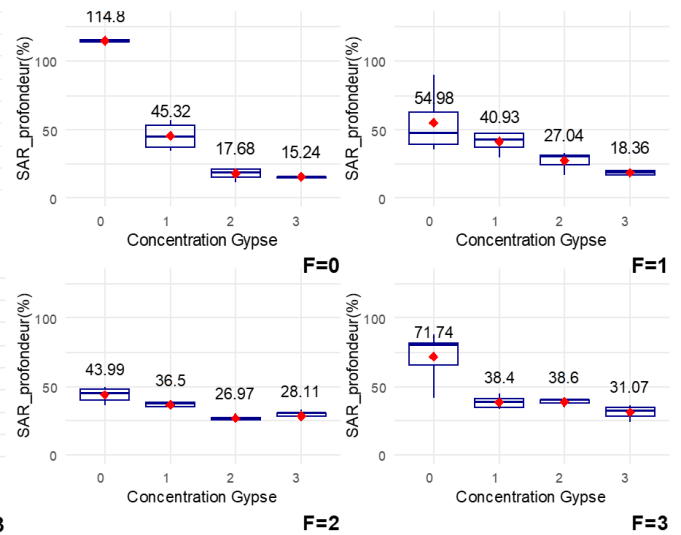 114.8
45.32
17.68
15.24
SAR_profondeur(%)
100
50
0
0 1 2 3
Concentration Gypse
F=0
54.98
40.93
27.04
18.36
SAR_profondeur(%)
100
50
0
0 1 2 3
Concentration Gypse
F=1
43.99
36.5
26.97
28.11
SAR_profondeur(%)
100
50
0
0 1 2 3
Concentration Gypse
F=2
71.74
38.4
38.6
31.07
SAR_profondeur(%)
100
50
0
0 1 2 3
Concentration Gypse
F=3